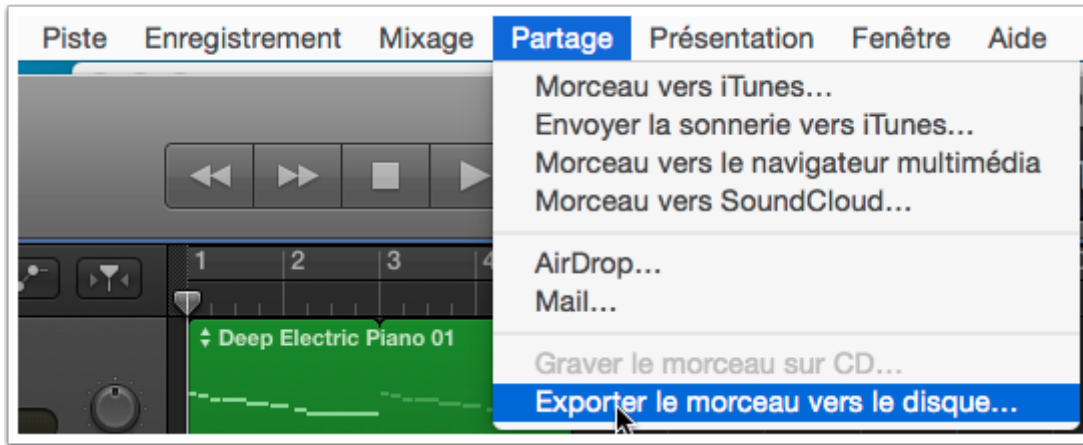 Piste Enregistrement Mixage Partage Présentation Fenêtre Aide
Morceau vers iTunes...
Envoyer la sonnerie vers iTunes...
Morceau vers le navigateur multimédia
Morceau vers SoundCloud...
AirDrop...
Mail...
Graver le morceau sur CD...
Exporter le morceau vers le disque...
1 2 3 4
Deep Electric Piano 01